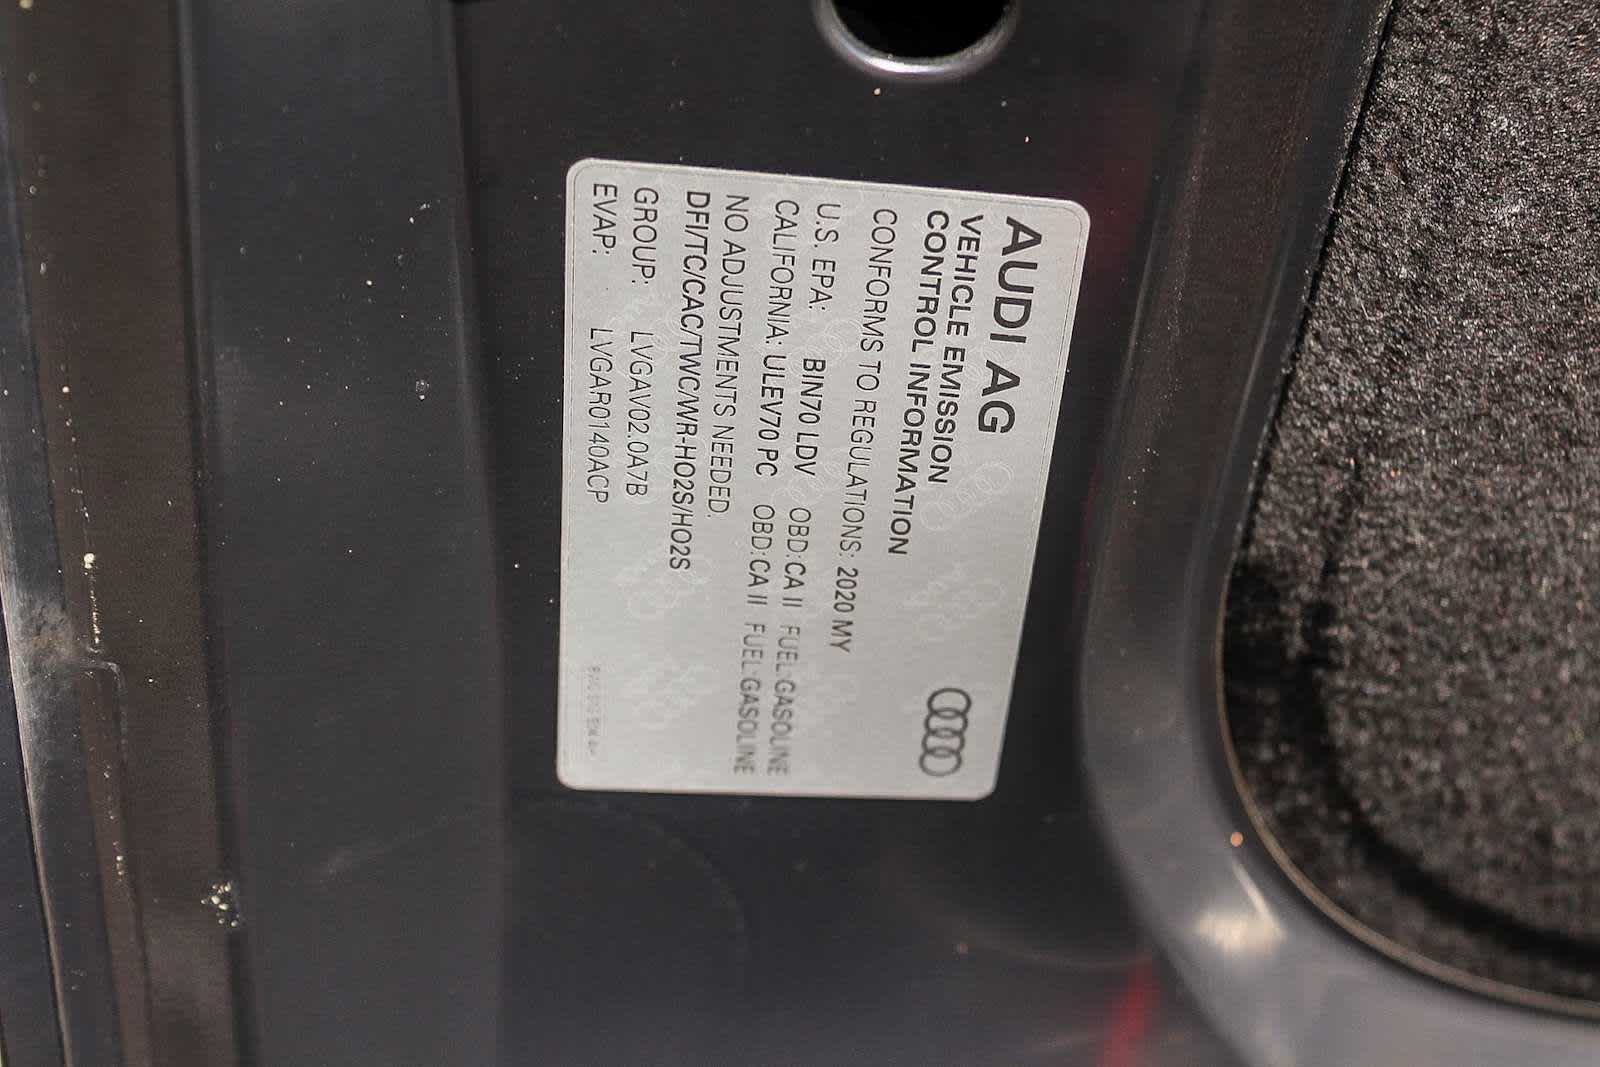 AUDI AG
VEHICLE EMISSION
CONTROL INFORMATION
CONFORMS TO REGULATIONS: 2020 MY
U.S. EPA: BIN70 LDV OBD:CA II FUEL:GASOLINE
CALIFORNIA: ULEV70 PC OBD:CA II FUEL:GASOLINE
NO ADJUSTMENTS NEEDED.
DFI/TC/CAC/TWC/WR-HO2S/HO2S
GROUP: LVGAV02.0A7B
EVAP: LVGAR0140ACP